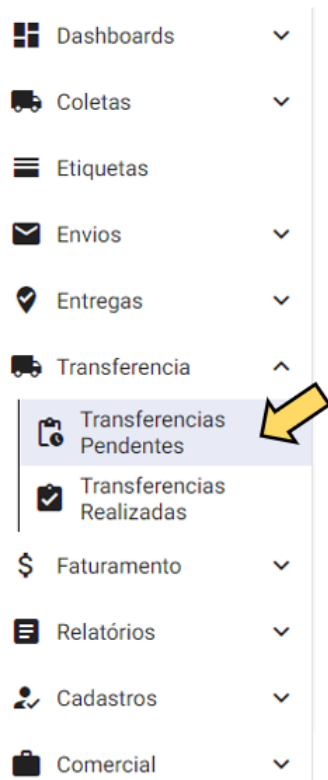 Dashboards
Coletas
Etiquetas
Envios
Entregas
Transferencia
Transferencias
Pendentes
Transferencias
Realizadas
Faturamento
Relatórios
Cadastros
Comercial